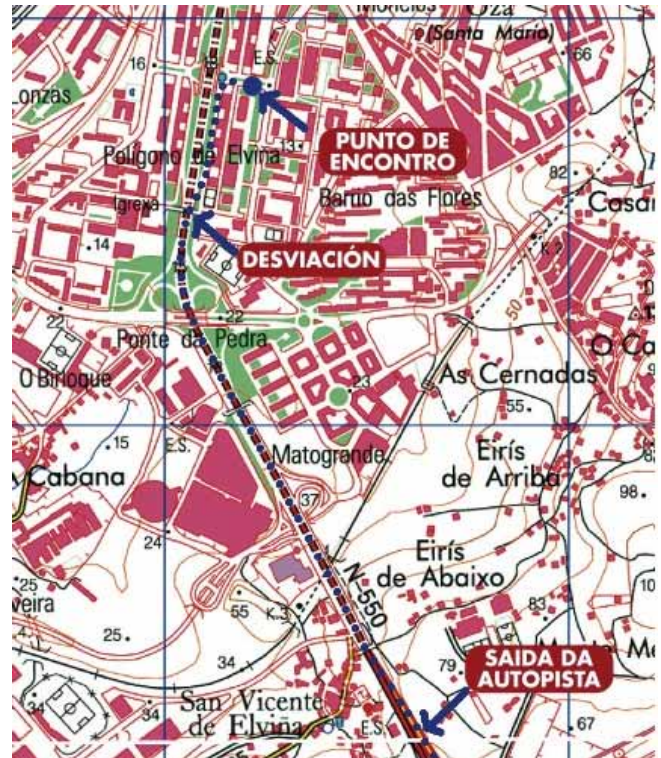 Oza
(Santa María)
16
E.S.
66
Lonzas
13
PUNTO DE
ENCONTRO
Polígono de Elviña
82
Igrexa
Barrio das Flores
14
DESVIACIÓN
K.2
50
22
22
Ponte da Pedra
O Birloque
As Cernadas
23
55
15
E.S.
Matogrande
Eirís
de Arriba
Cabana
98
37
24
Eirís
de Abaixo
N-550
25
55
K.3
83
25
34
79
SAIDA DA
AUTOPISTA
San Vicente
de Elviña
34
34
E.S.
67